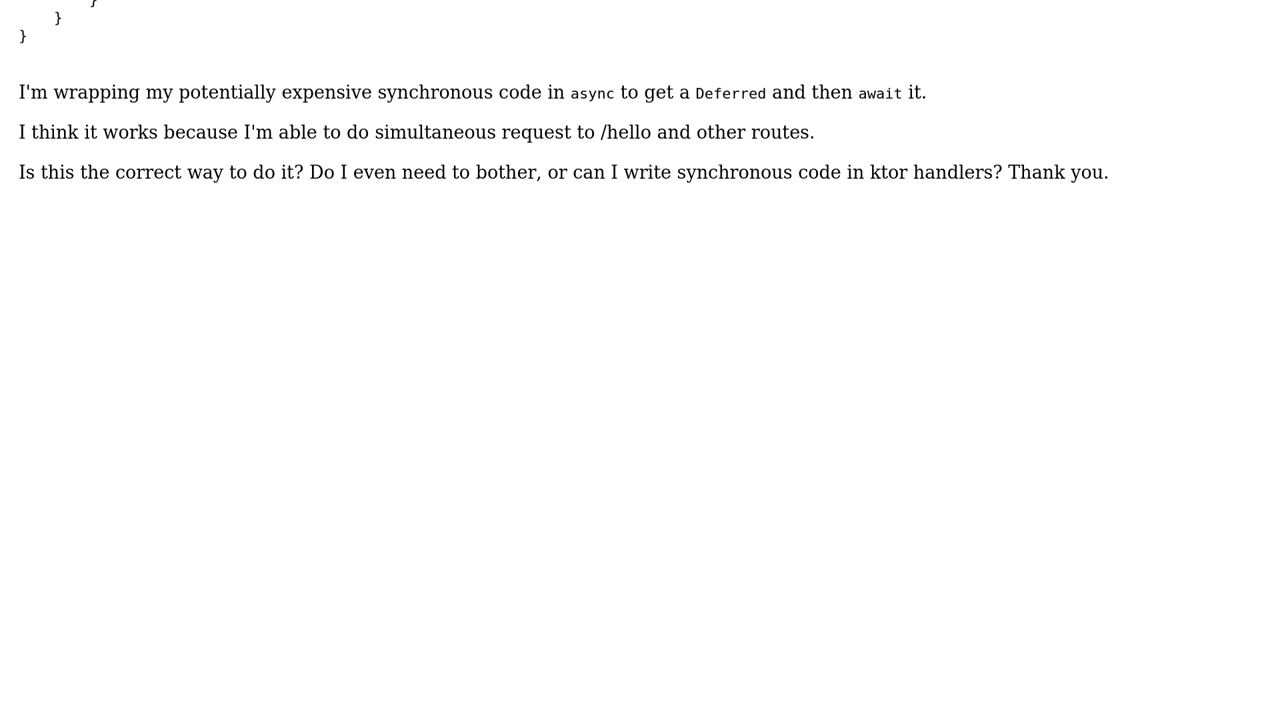 }
}
}
I'm wrapping my potentially expensive synchronous code in async to get a Deferred and then await it.
I think it works because I'm able to do simultaneous request to /hello and other routes.
Is this the correct way to do it? Do I even need to bother, or can I write synchronous code in ktor handlers? Thank you.